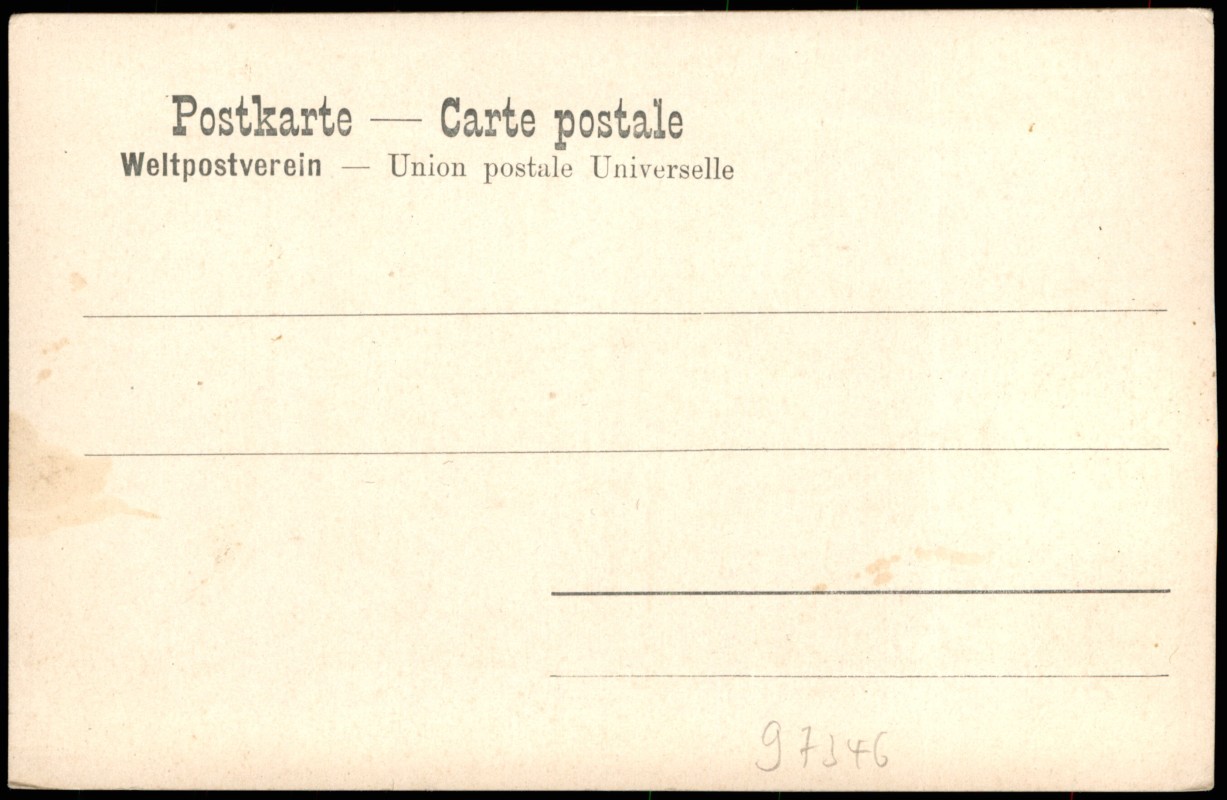 Postkarte — Carte postale
Weltpostverein — Union postale Universelle
97346